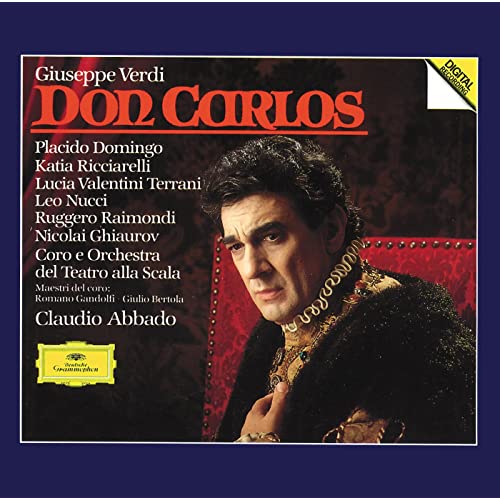 Giuseppe Verdi
DON CARLOS
Placido Domingo
Katia Ricciarelli
Lucia Valentini Terrani
Leo Nucci
Ruggero Raimondi
Nicolai Ghiaurov
Coro e Orchestra
del Teatro alla Scala
Maestri del coro:
Romano Gandolfi · Giulio Bertola
Claudio Abbado
Deutsche
Grammophon
DIGITAL
RECORDING